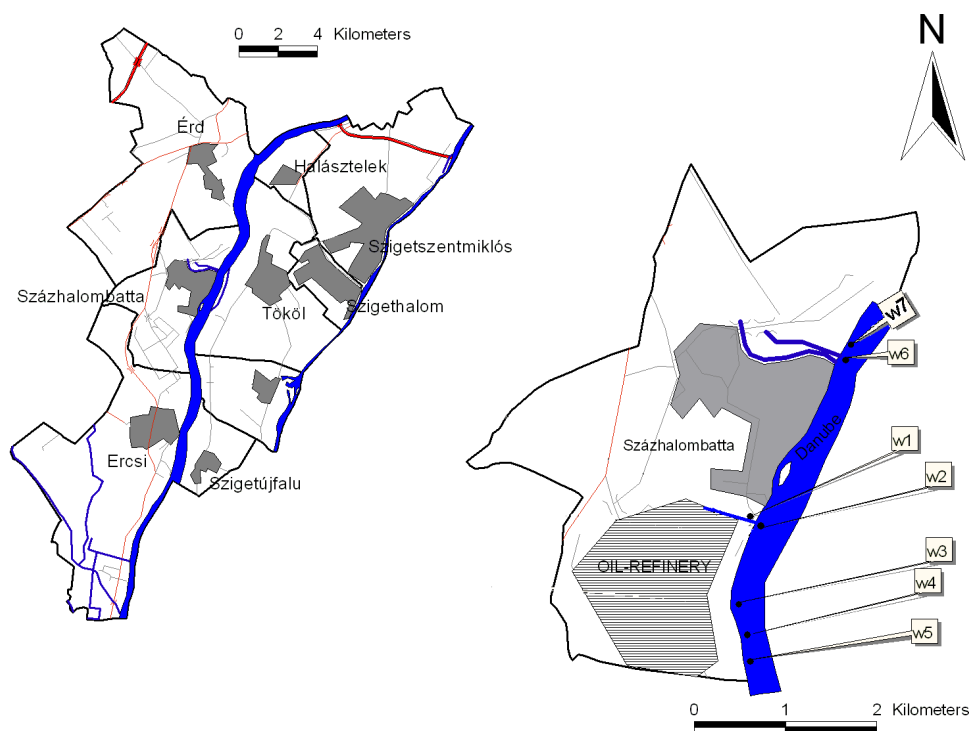 0 2 4 Kilometers
Érd
Halásztelek
Szigetszentmiklós
Százhalombatta
Tököl
Szigethalom
Ercsi
Szigetújfalu
N
w7
w6
Danube
Százhalombatta
w1
w2
OIL-REFINERY
w3
w4
w5
0 1 2 Kilometers